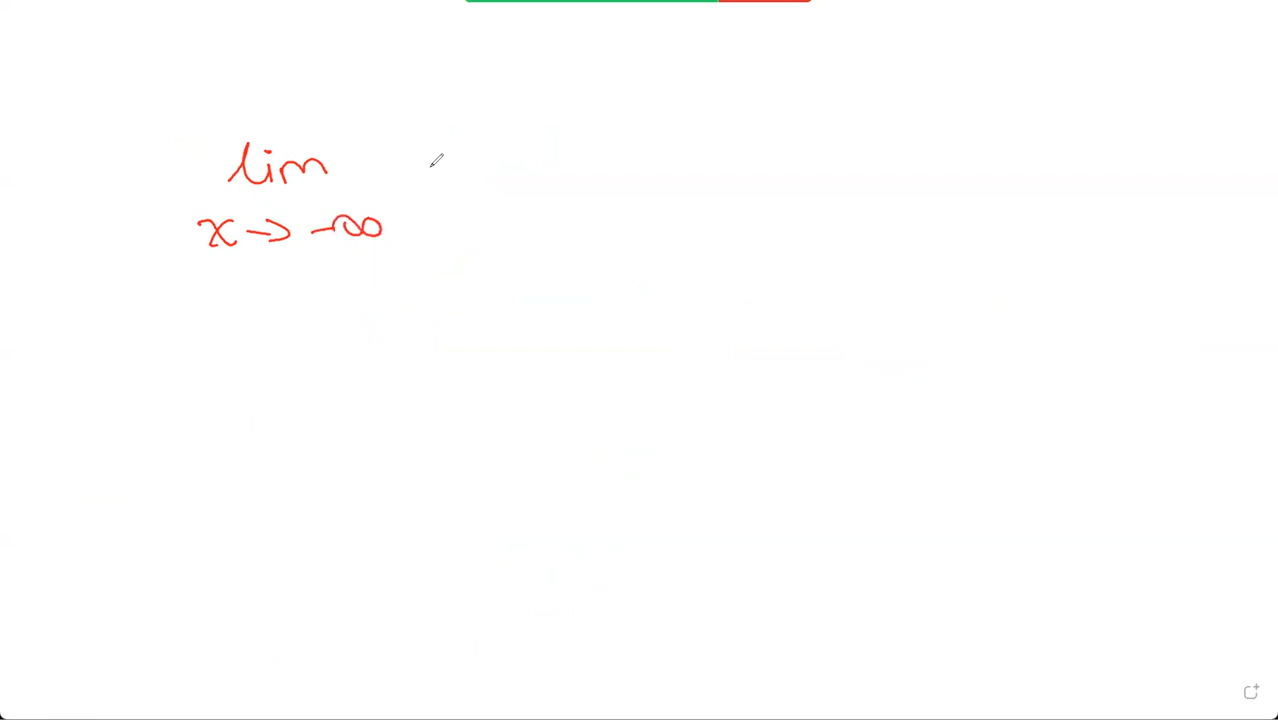 lim
x → -∞